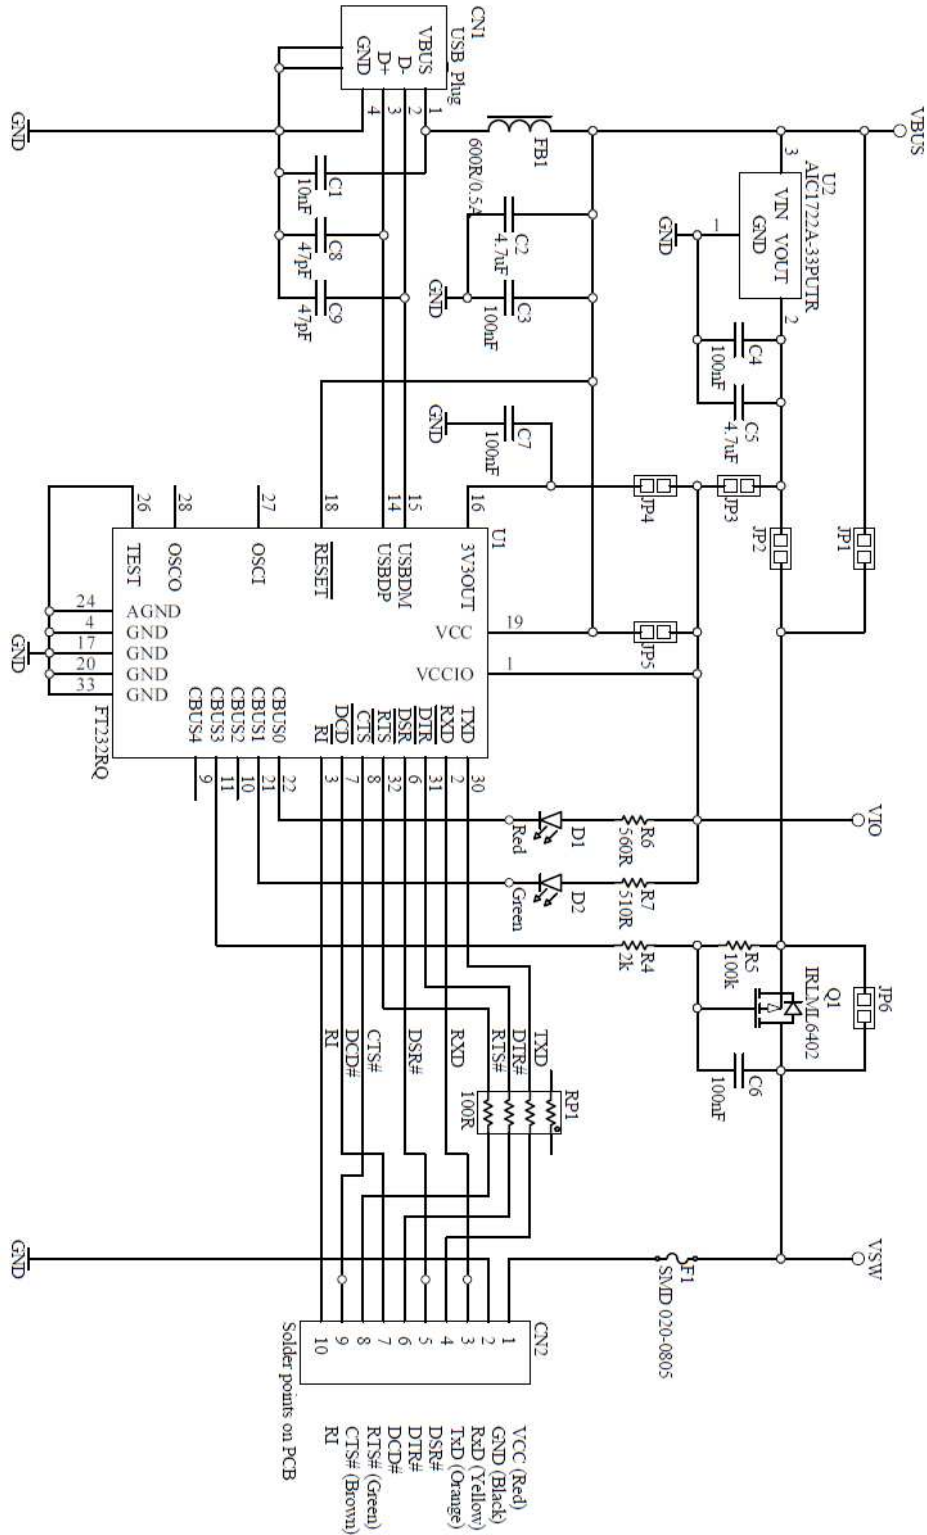 CN1
USB Plug
VBUS
D-
D+
GND
1
2
3
4
GND
C1
10nF
C8
47pF
C9
47pF
FB1
600R/0.5A
C2
4.7uF
C3
100nF
GND
VBUS
U2
AIC1722A-33PUTR
VIN VOUT
GND
3
1
2
GND
C4
100nF
C5
4.7uF
C7
100nF
GND
JP4
JP3
JP2
JP1
JP5
U1
16
15
14
18
27
28
26
3V3OUT
USBDM
USBDP
RESET
OSCI
OSCO
TEST
19
VCC
1
VCCIO
24
AGND
4
GND
17
GND
20
GND
33
GND
GND
FT232RQ
TXD
RXD
DTR
DSR
RTS
CTS
DCD
RI
CBUS0
CBUS1
CBUS2
CBUS3
CBUS4
30
2
31
6
32
8
7
3
22
21
10
11
9
VIO
D1
Red
R6
560R
D2
Green
R7
510R
R4
2k
R5
100k
Q1
IRLML6402
JP6
C6
100nF
TXD
DTR#
RTS#
RXD
DSR#
CTS#
DCD#
RI
RP1
100R
VSW
F1
SMD 020-0805
GND
CN2
1
2
3
4
5
6
7
8
9
10
Solder points on PCB
VCC (Red)
GND (Black)
RxD (Yellow)
TxD (Orange)
DSR#
DTR#
DCD#
RTS# (Green)
CTS# (Brown)
RI